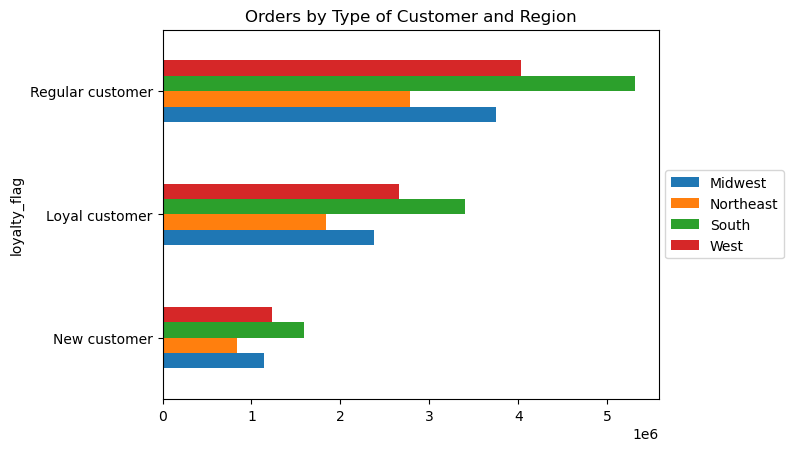 Orders by Type of Customer and Region
Regular customer
Loyal customer
New customer
loyalty_flag
0 1 2 3 4 5
1e6
Midwest
Northeast
South
West